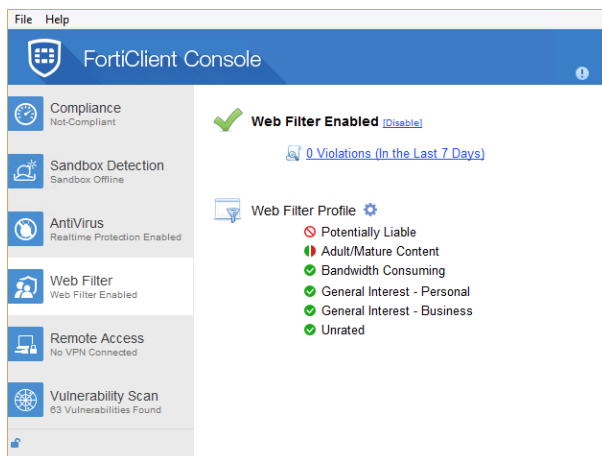 File Help
FortiClient Console
Compliance
Not-Compliant
Sandbox Detection
Sandbox Offline
AntiVirus
Realtime Protection Enabled
Web Filter
Web Filter Enabled
Remote Access
No VPN Connected
Vulnerability Scan
63 Vulnerabilities Found
Web Filter Enabled [Disable]
0 Violations (In the Last 7 Days)
Web Filter Profile
Potentially Liable
Adult/Mature Content
Bandwidth Consuming
General Interest - Personal
General Interest - Business
Unrated